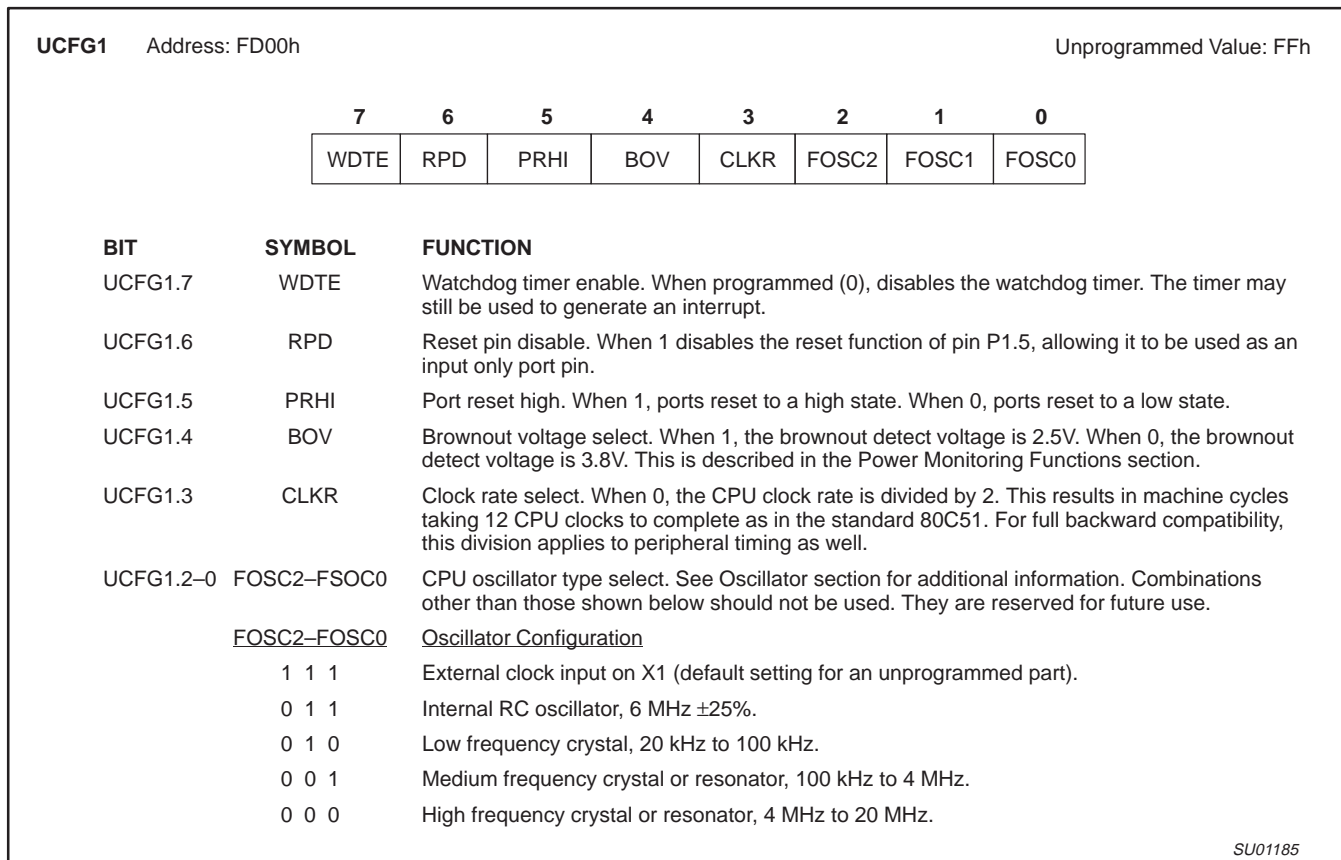 UCFG1 Address: FD00h Unprogrammed Value: FFh
7 6 5 4 3 2 1 0
WDTE RPD PRHI BOV CLKR FOSC2 FOSC1 FOSC0
BIT SYMBOL FUNCTION
UCFG1.7 WDTE Watchdog timer enable. When programmed (0), disables the watchdog timer. The timer may
still be used to generate an interrupt.
UCFG1.6 RPD Reset pin disable. When 1 disables the reset function of pin P1.5, allowing it to be used as an
input only port pin.
UCFG1.5 PRHI Port reset high. When 1, ports reset to a high state. When 0, ports reset to a low state.
UCFG1.4 BOV Brownout voltage select. When 1, the brownout detect voltage is 2.5V. When 0, the brownout
detect voltage is 3.8V. This is described in the Power Monitoring Functions section.
UCFG1.3 CLKR Clock rate select. When 0, the CPU clock rate is divided by 2. This results in machine cycles
taking 12 CPU clocks to complete as in the standard 80C51. For full backward compatibility,
this division applies to peripheral timing as well.
UCFG1.2–0 FOSC2–FSOC0 CPU oscillator type select. See Oscillator section for additional information. Combinations
other than those shown below should not be used. They are reserved for future use.
FOSC2–FOSC0 Oscillator Configuration
1 1 1 External clock input on X1 (default setting for an unprogrammed part).
0 1 1 Internal RC oscillator, 6 MHz ±25%.
0 1 0 Low frequency crystal, 20 kHz to 100 kHz.
0 0 1 Medium frequency crystal or resonator, 100 kHz to 4 MHz.
0 0 0 High frequency crystal or resonator, 4 MHz to 20 MHz.
SU01185